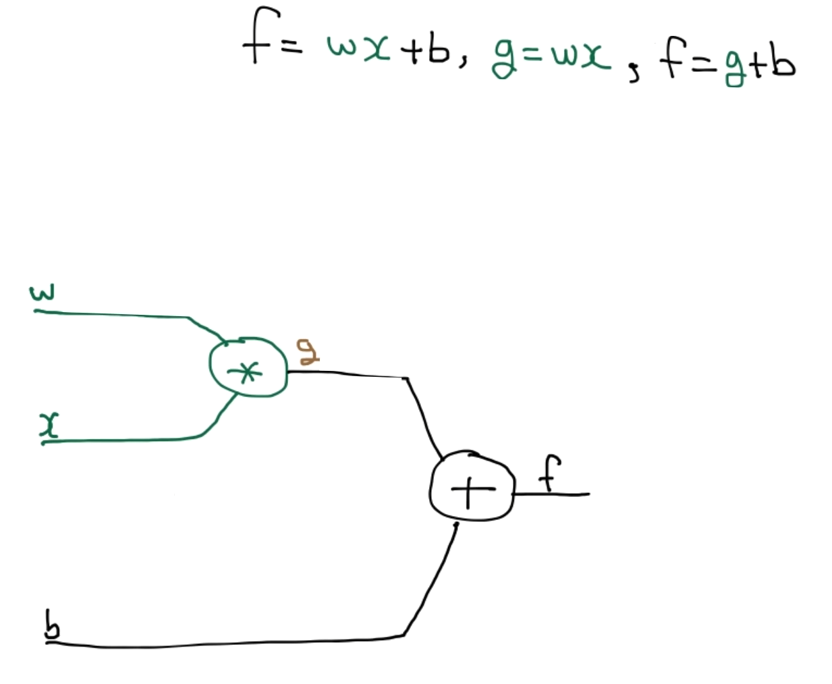 f = wx+b, g=wx, f=g+b
w
g
*
x
f
+
b